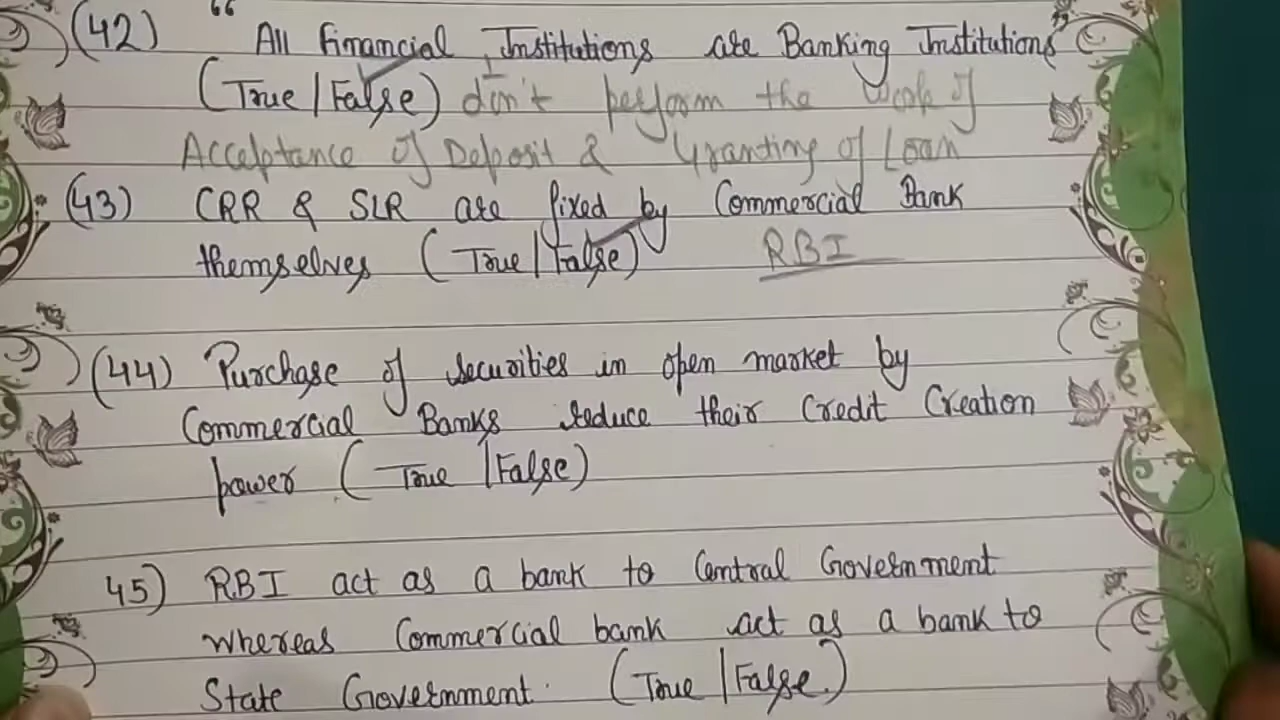 (42) “ All Financial Institutions are Banking Institutions
(True / False) don't perform the work of
Acceptance of Deposit & Granting of Loan
(43) CRR & SLR are fixed by Commercial Bank
themselves (True / False) RBI
(44) Purchase of securities in open market by
Commercial Banks reduce their Credit Creation
power (True / False)
45) RBI act as a bank to Central Government
whereas Commercial bank act as a bank to
State Government. (True / False.)